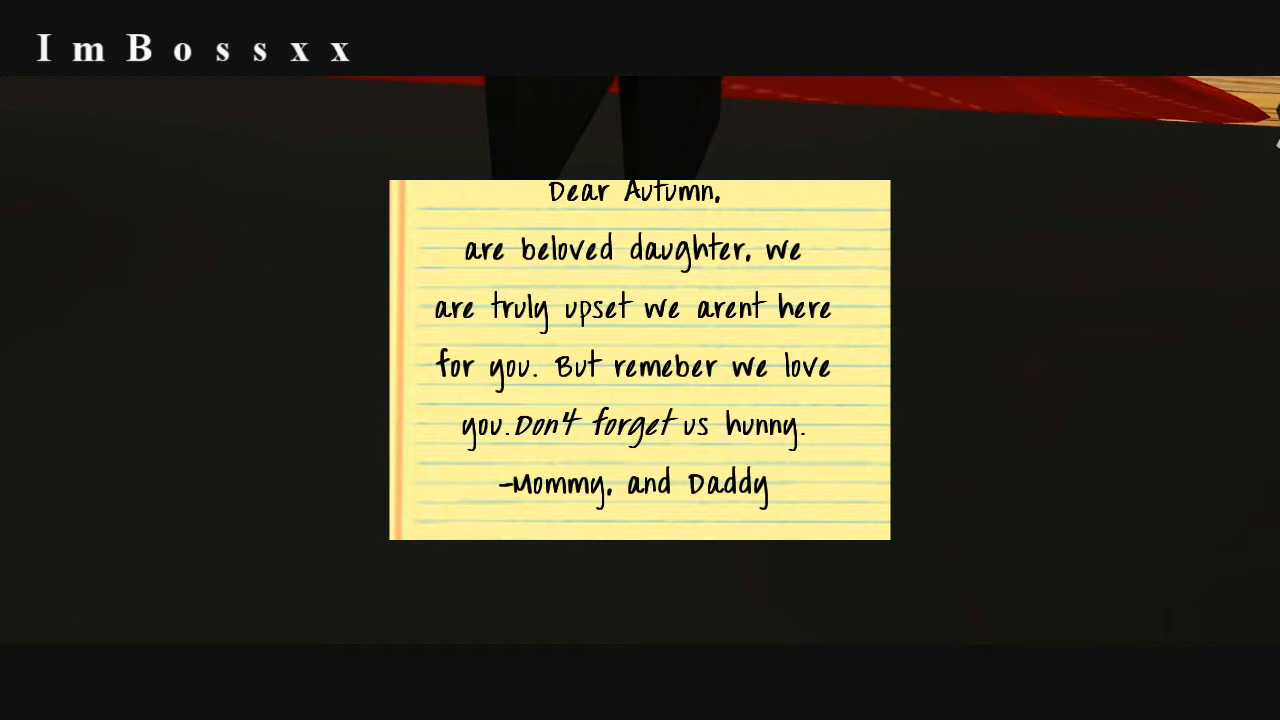 I m B o s s x x
Dear Autumn,
are beloved daughter, we
are truly upset we arent here
for you. But remeber we love
you.Don't forget us hunny.
-Mommy, and Daddy